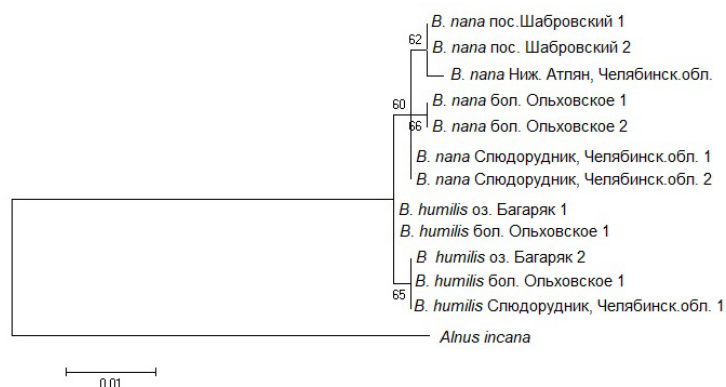 62
B. nana пос.Шабровский 1
B. nana пос. Шабровский 2
B. nana Ниж. Атлян, Челябинск.обл.
60
B. nana бол. Ольховское 1
66
B. nana бол. Ольховское 2
B. nana Слюдорудник, Челябинск.обл. 1
B. nana Слюдорудник, Челябинск.обл. 2
B. humilis оз. Багаряк 1
B. humilis бол. Ольховское 1
B humilis оз. Багаряк 2
B. humilis бол. Ольховское 1
65
B. humilis Слюдорудник, Челябинск.обл. 1
Alnus incana
0.01